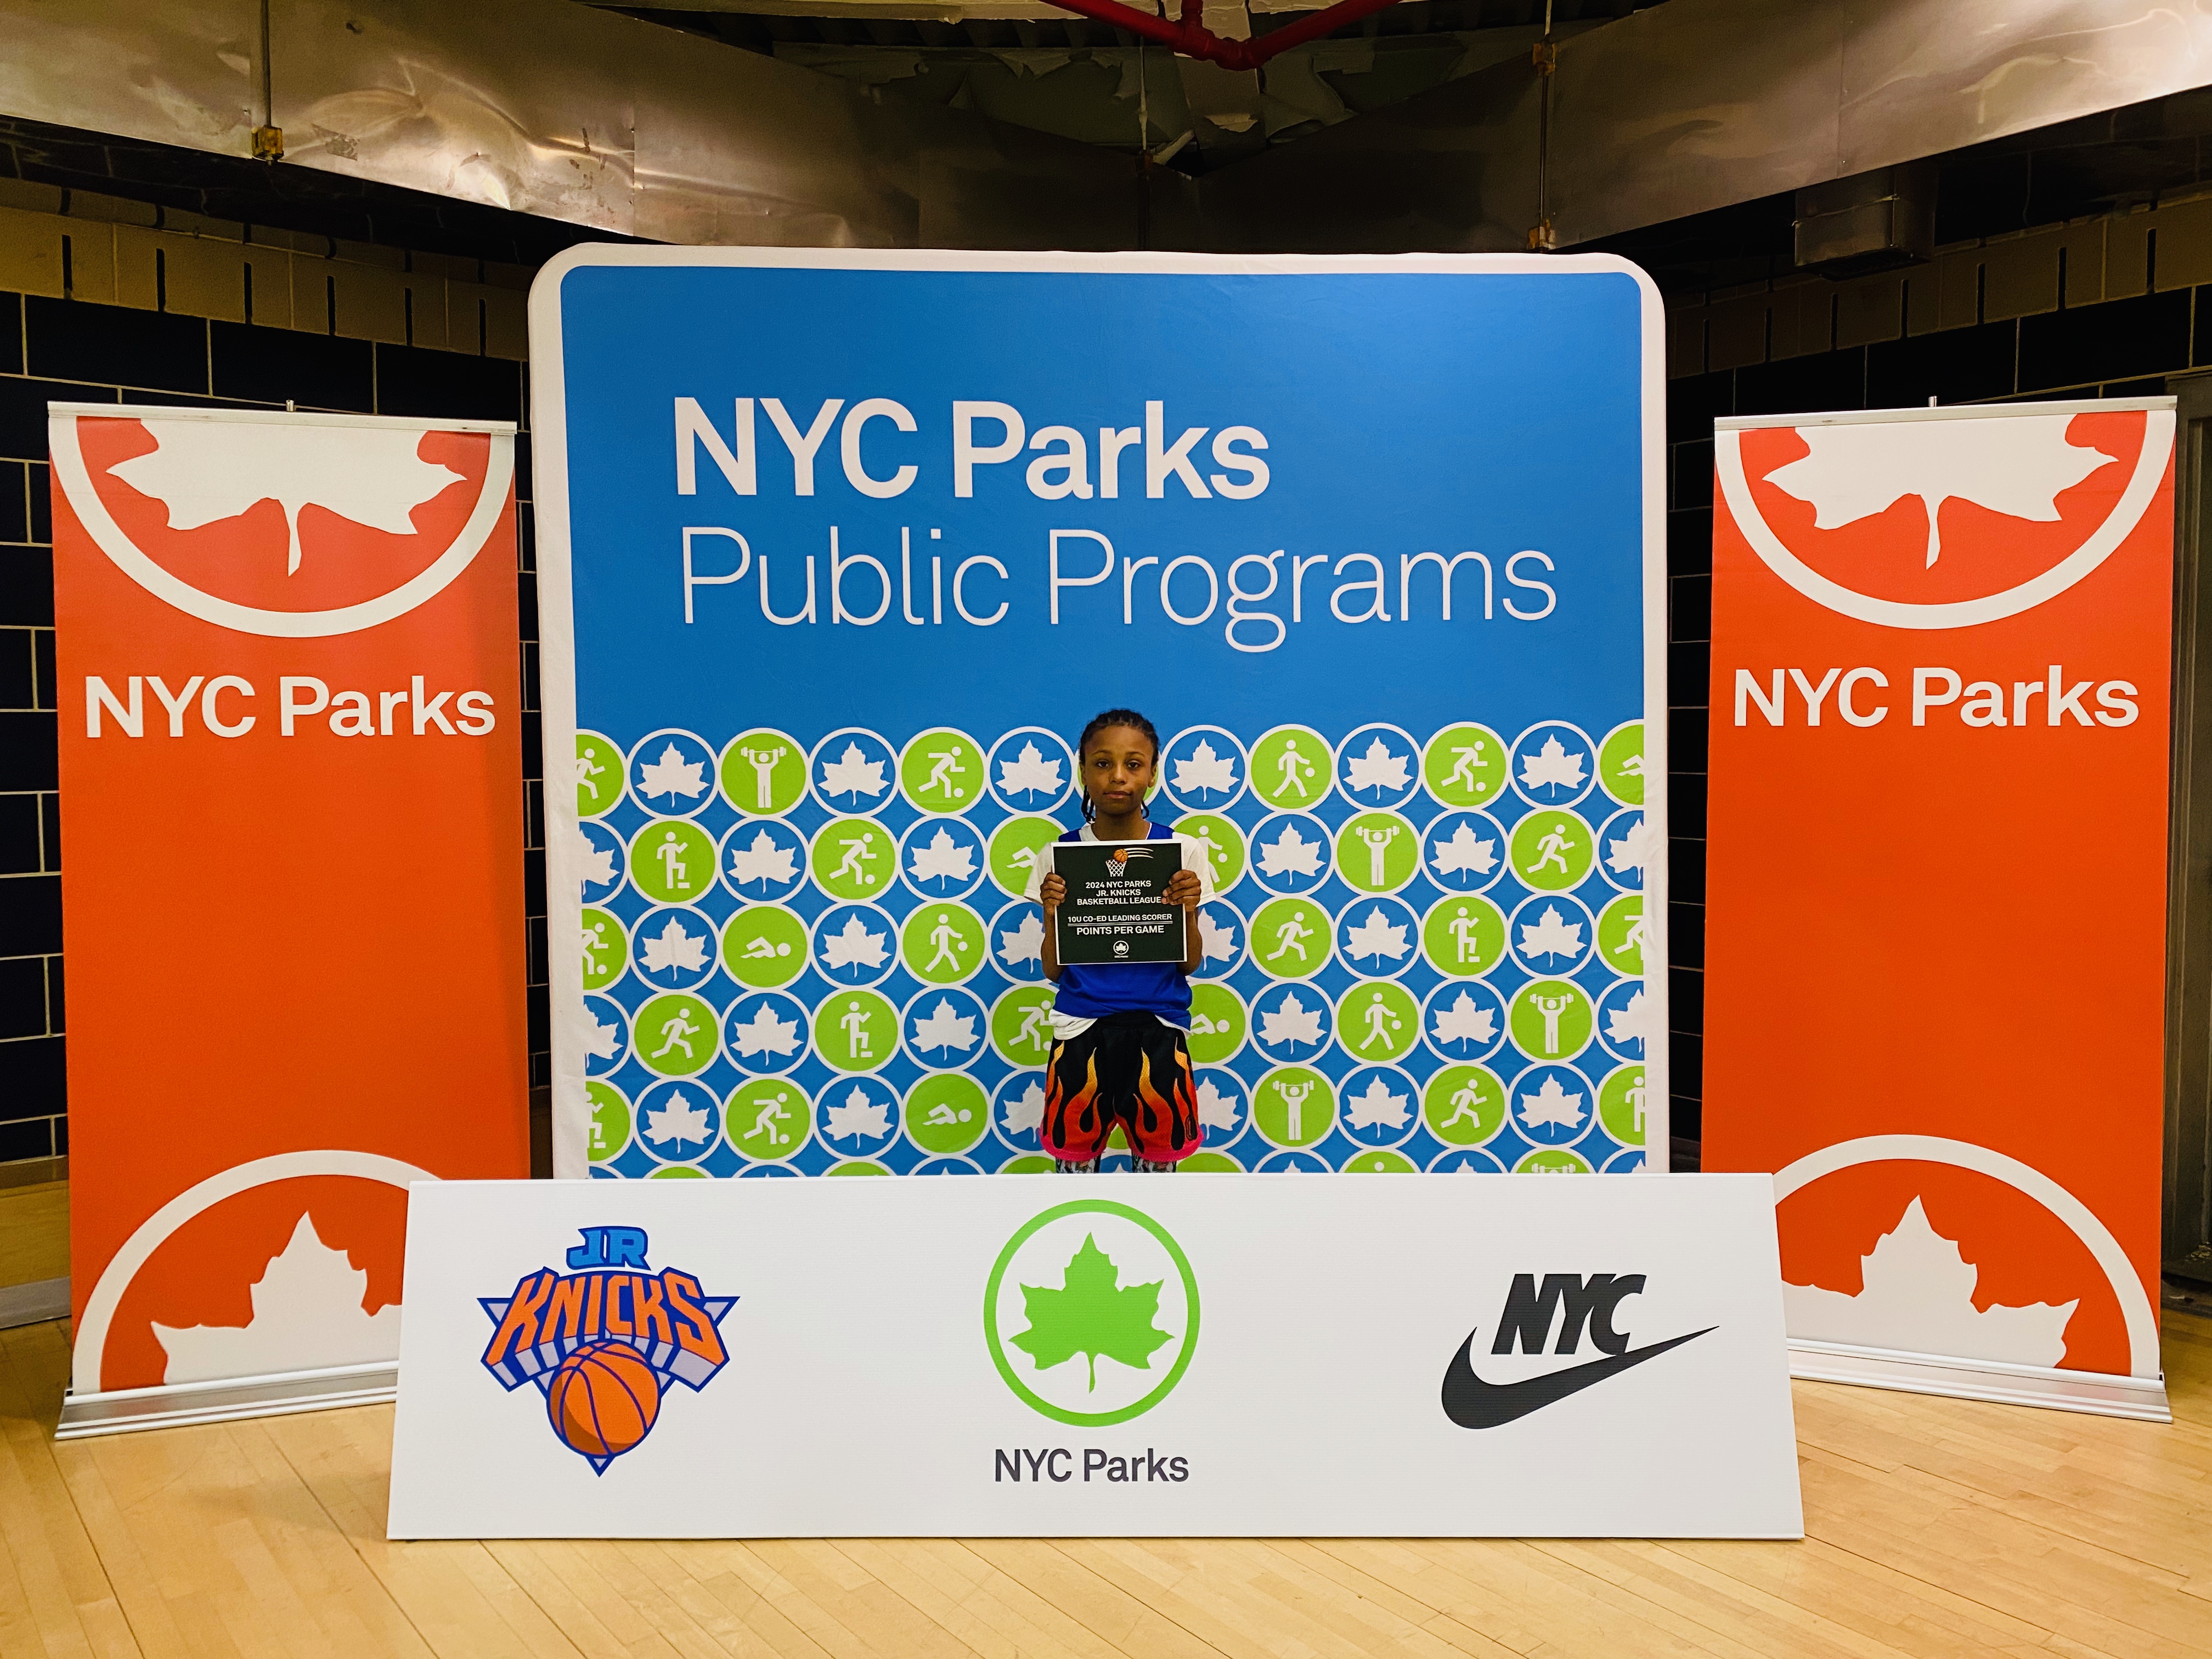 NYC Parks
Public Programs
NYC Parks
NYC Parks
2024 NYC PARKS
JR. KNICKS
BASKETBALL LEAGUE
10U CO-ED LEADING SCORER
POINTS PER GAME
JR
KNICKS
NYC Parks
NYC